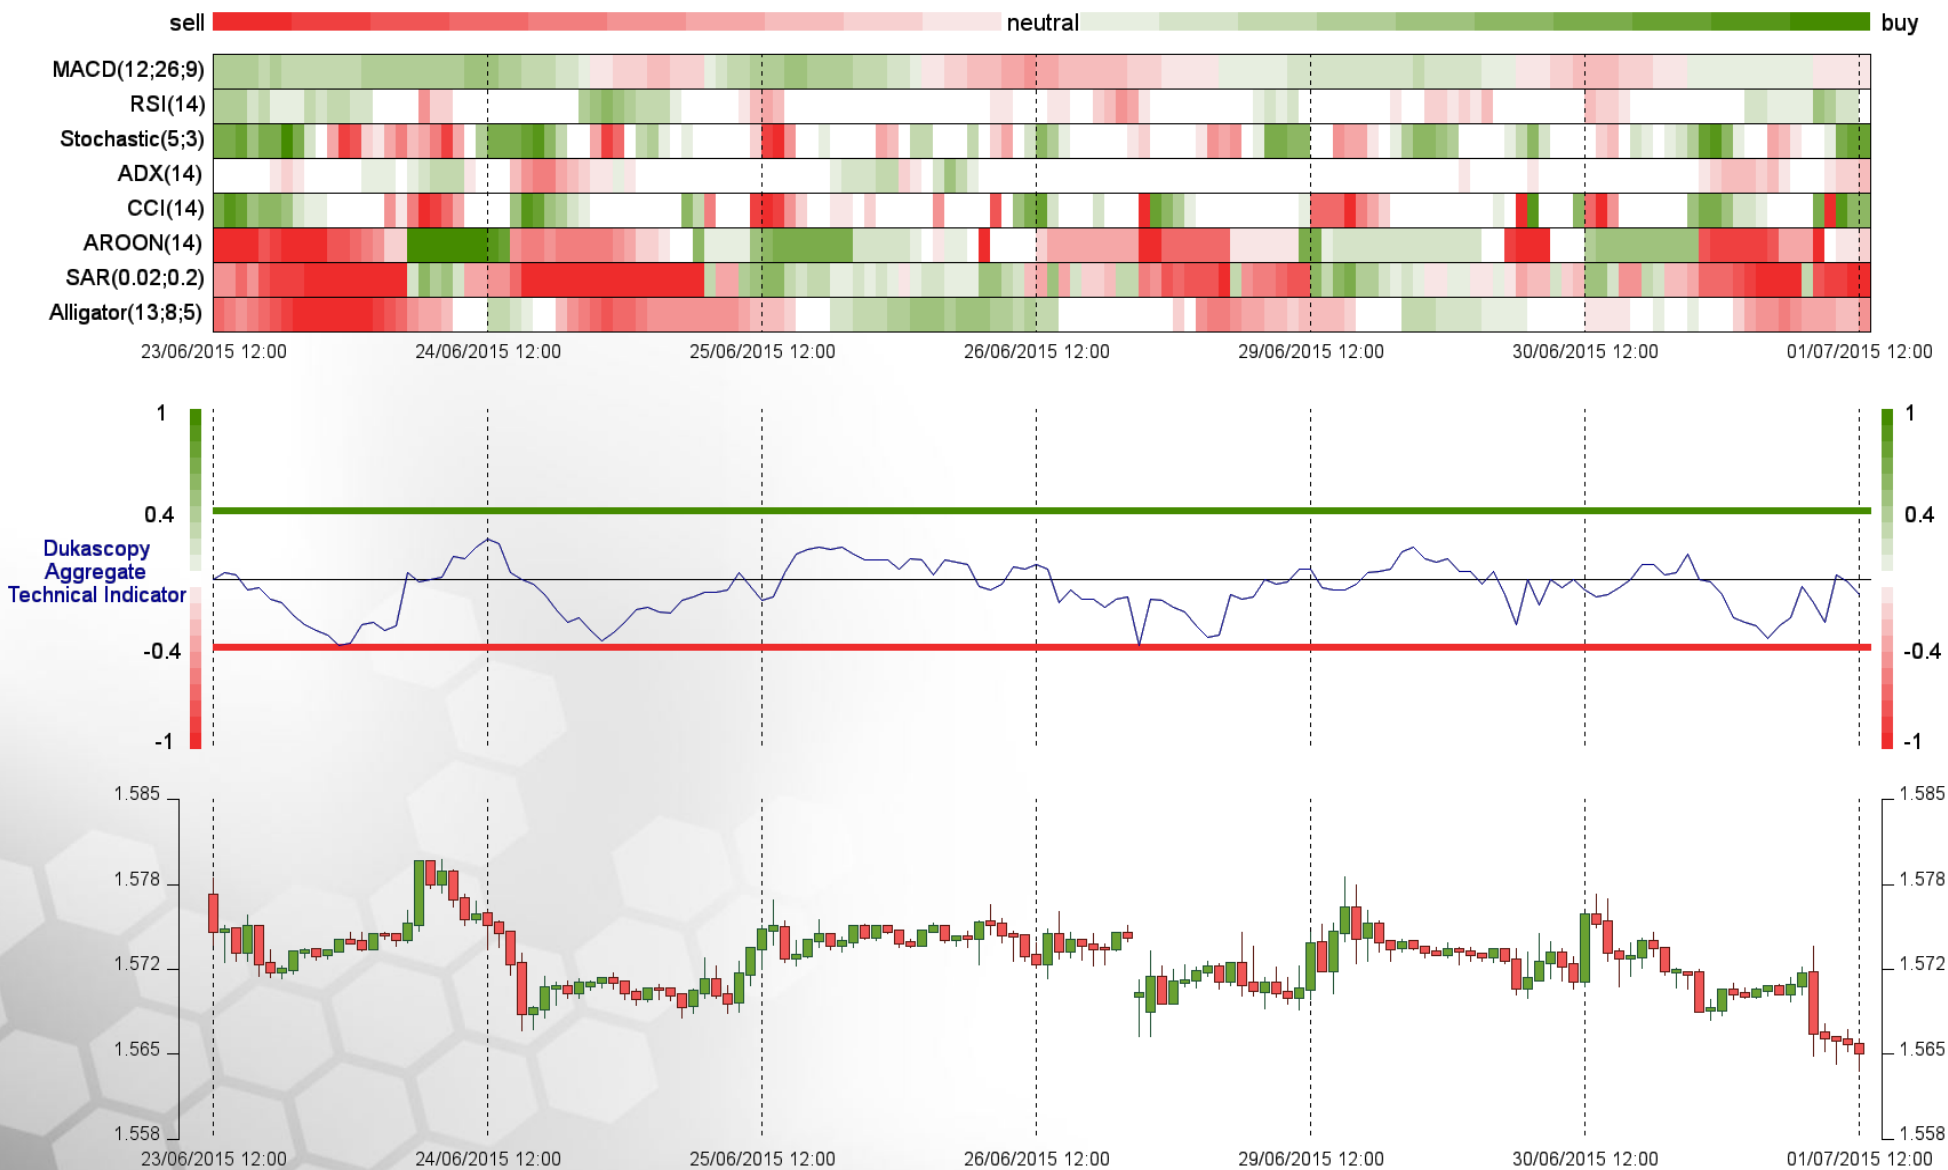 sell neutral buy
MACD(12;26;9)
RSI(14)
Stochastic(5;3)
ADX(14)
CCI(14)
AROON(14)
SAR(0.02;0.2)
Alligator(13;8;5)
23/06/2015 12:00 24/06/2015 12:00 25/06/2015 12:00 26/06/2015 12:00 29/06/2015 12:00 30/06/2015 12:00 01/07/2015 12:00
1 1
0.4 0.4
Dukascopy
Aggregate
Technical Indicator
-0.4 -0.4
-1 -1
1.585 1.585
1.578 1.578
1.572 1.572
1.565 1.565
1.558 1.558
23/06/2015 12:00 24/06/2015 12:00 25/06/2015 12:00 26/06/2015 12:00 29/06/2015 12:00 30/06/2015 12:00 01/07/2015 12:00